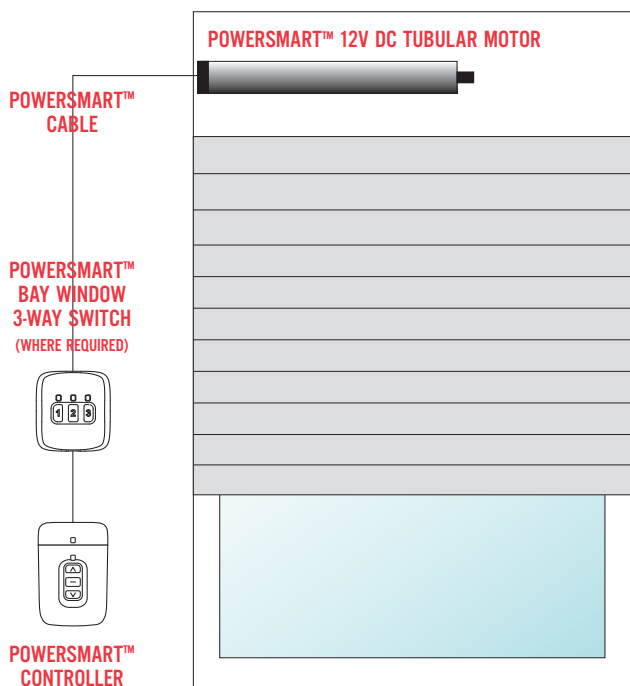 POWERSMART™ 12V DC TUBULAR MOTOR
POWERSMART™
CABLE
POWERSMART™
BAY WINDOW
3-WAY SWITCH
(WHERE REQUIRED)
1 2 3
POWERSMART™
CONTROLLER